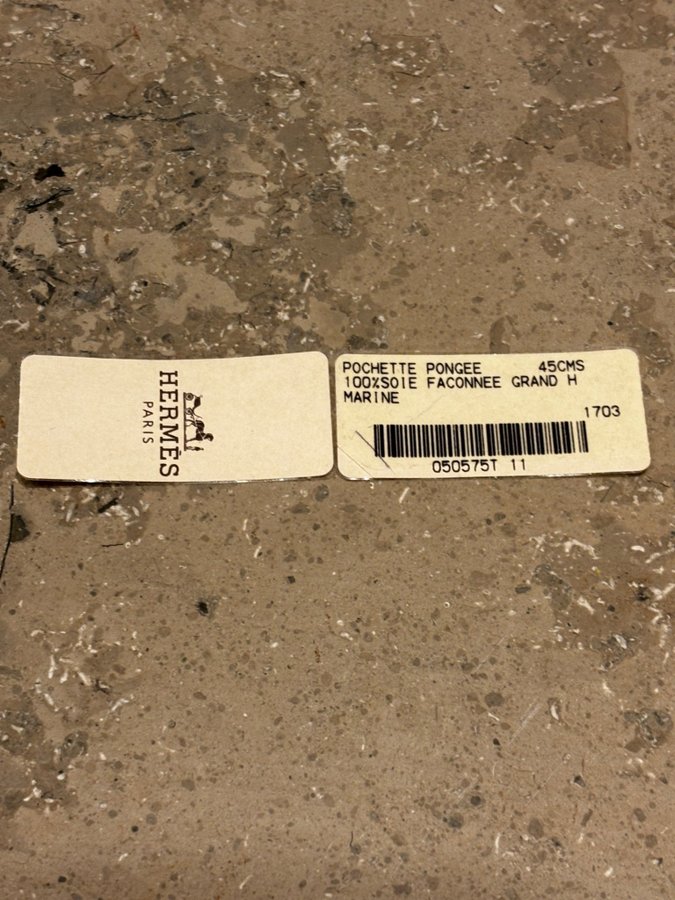 HERMÈS
PARIS
POCHETTE PONGEE 45CMS
100%SOIE FACONNEE GRAND H
MARINE
1703
050575T 11